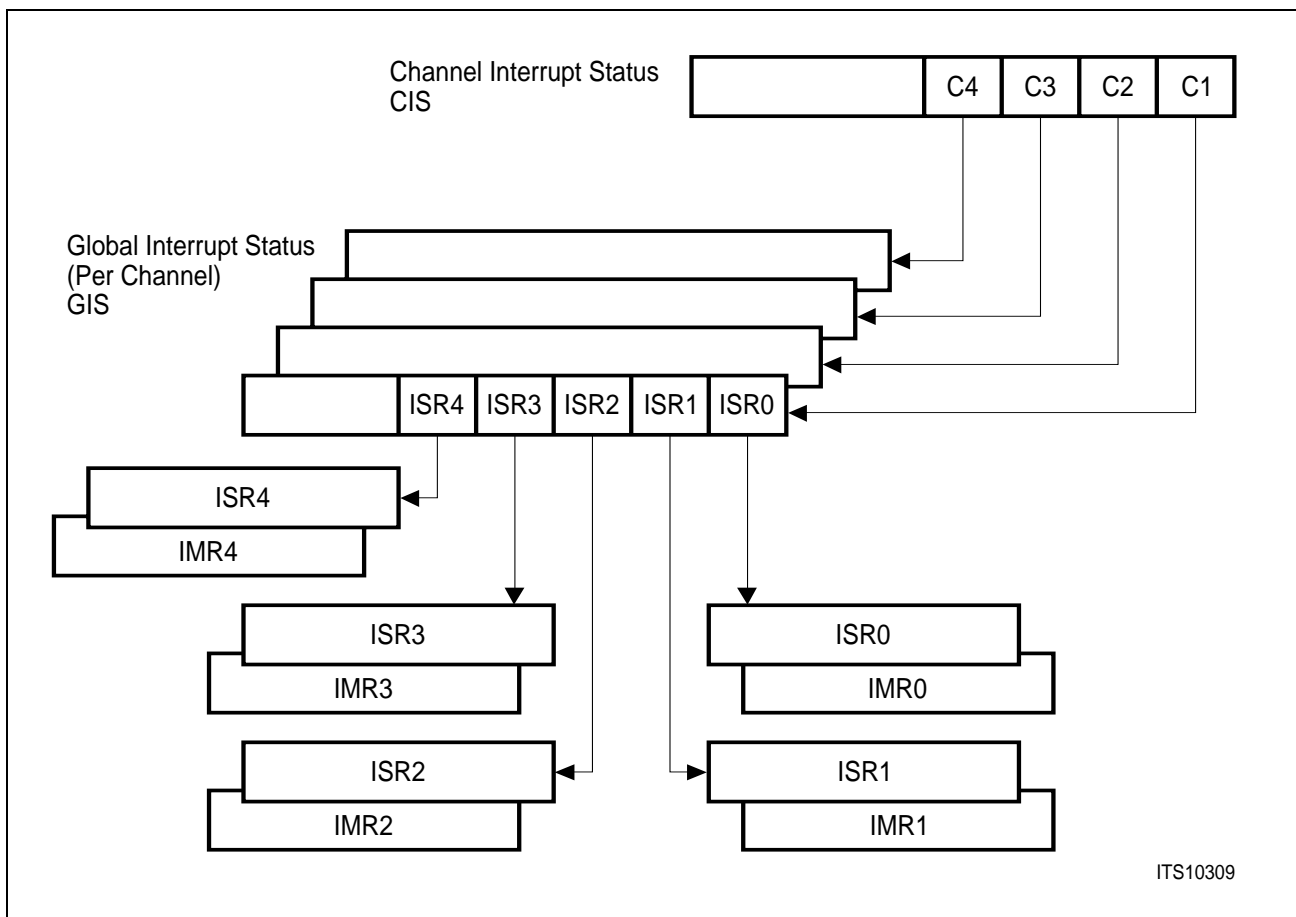 Channel Interrupt Status
CIS
C4 C3 C2 C1
Global Interrupt Status
(Per Channel)
GIS
ISR4 ISR3 ISR2 ISR1 ISR0
ISR4
IMR4
ISR3
IMR3
ISR0
IMR0
ISR2
IMR2
ISR1
IMR1
ITS10309